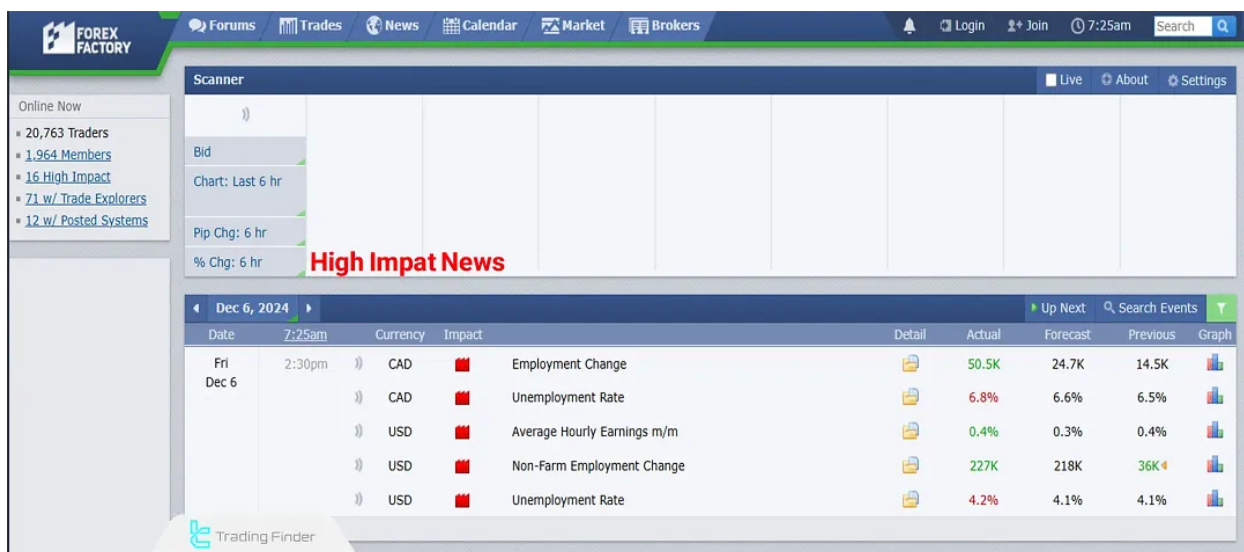 FOREX
FACTORY
Forums Trades News Calendar Market Brokers Login Join 7:25am Search
Online Now
20,763 Traders
1,964 Members
16 High Impact
71 w/ Trade Explorers
12 w/ Posted Systems
Scanner Live About Settings
Bid
Chart: Last 6 hr
Pip Chg: 6 hr
% Chg: 6 hr
High Impat News
Dec 6, 2024 Up Next Search Events
Date 7:25am Currency Impact Detail Actual Forecast Previous Graph
Fri 2:30pm CAD Employment Change 50.5K 24.7K 14.5K
Dec 6
CAD Unemployment Rate 6.8% 6.6% 6.5%
USD Average Hourly Earnings m/m 0.4% 0.3% 0.4%
USD Non-Farm Employment Change 227K 218K 36K
USD Unemployment Rate 4.2% 4.1% 4.1%
Trading Finder